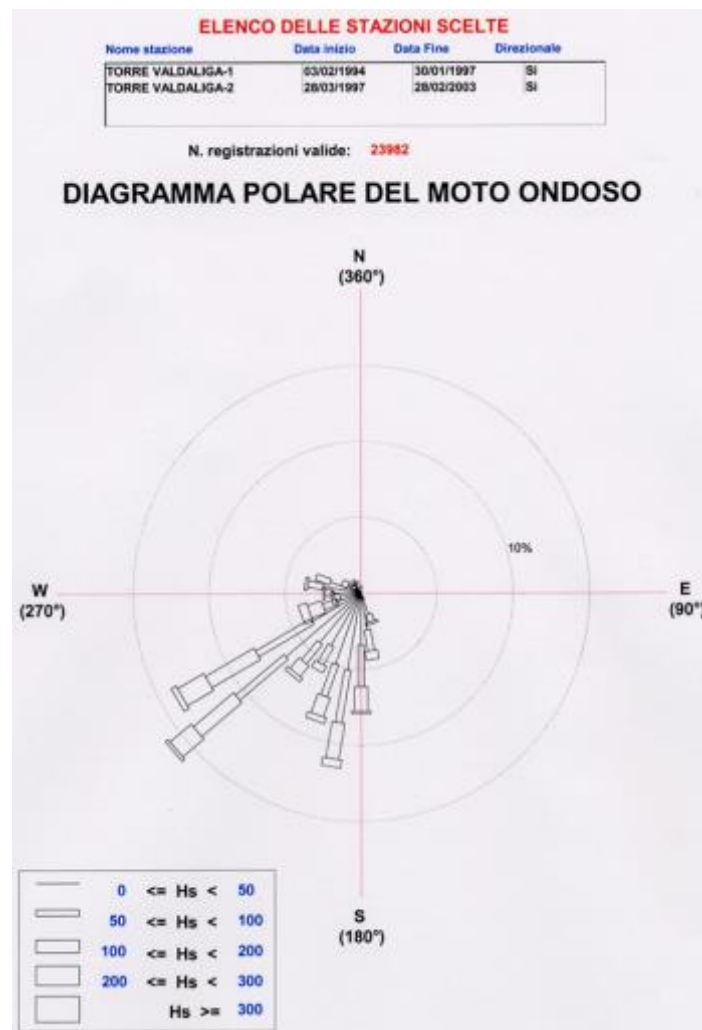 ELENCO DELLE STAZIONI SCELTE
Nome stazione Data inizio Data Fine Direzionale
TORRE VALDALIGA-1 03/02/1994 30/01/1997 Si
TORRE VALDALIGA-2 28/03/1997 28/02/2003 Si
N. registrazioni valide: 23982
DIAGRAMMA POLARE DEL MOTO ONDOSO
N
(360°)
10%
W
(270°)
E
(90°)
S
(180°)
0 <= Hs < 50
50 <= Hs < 100
100 <= Hs < 200
200 <= Hs < 300
Hs >= 300